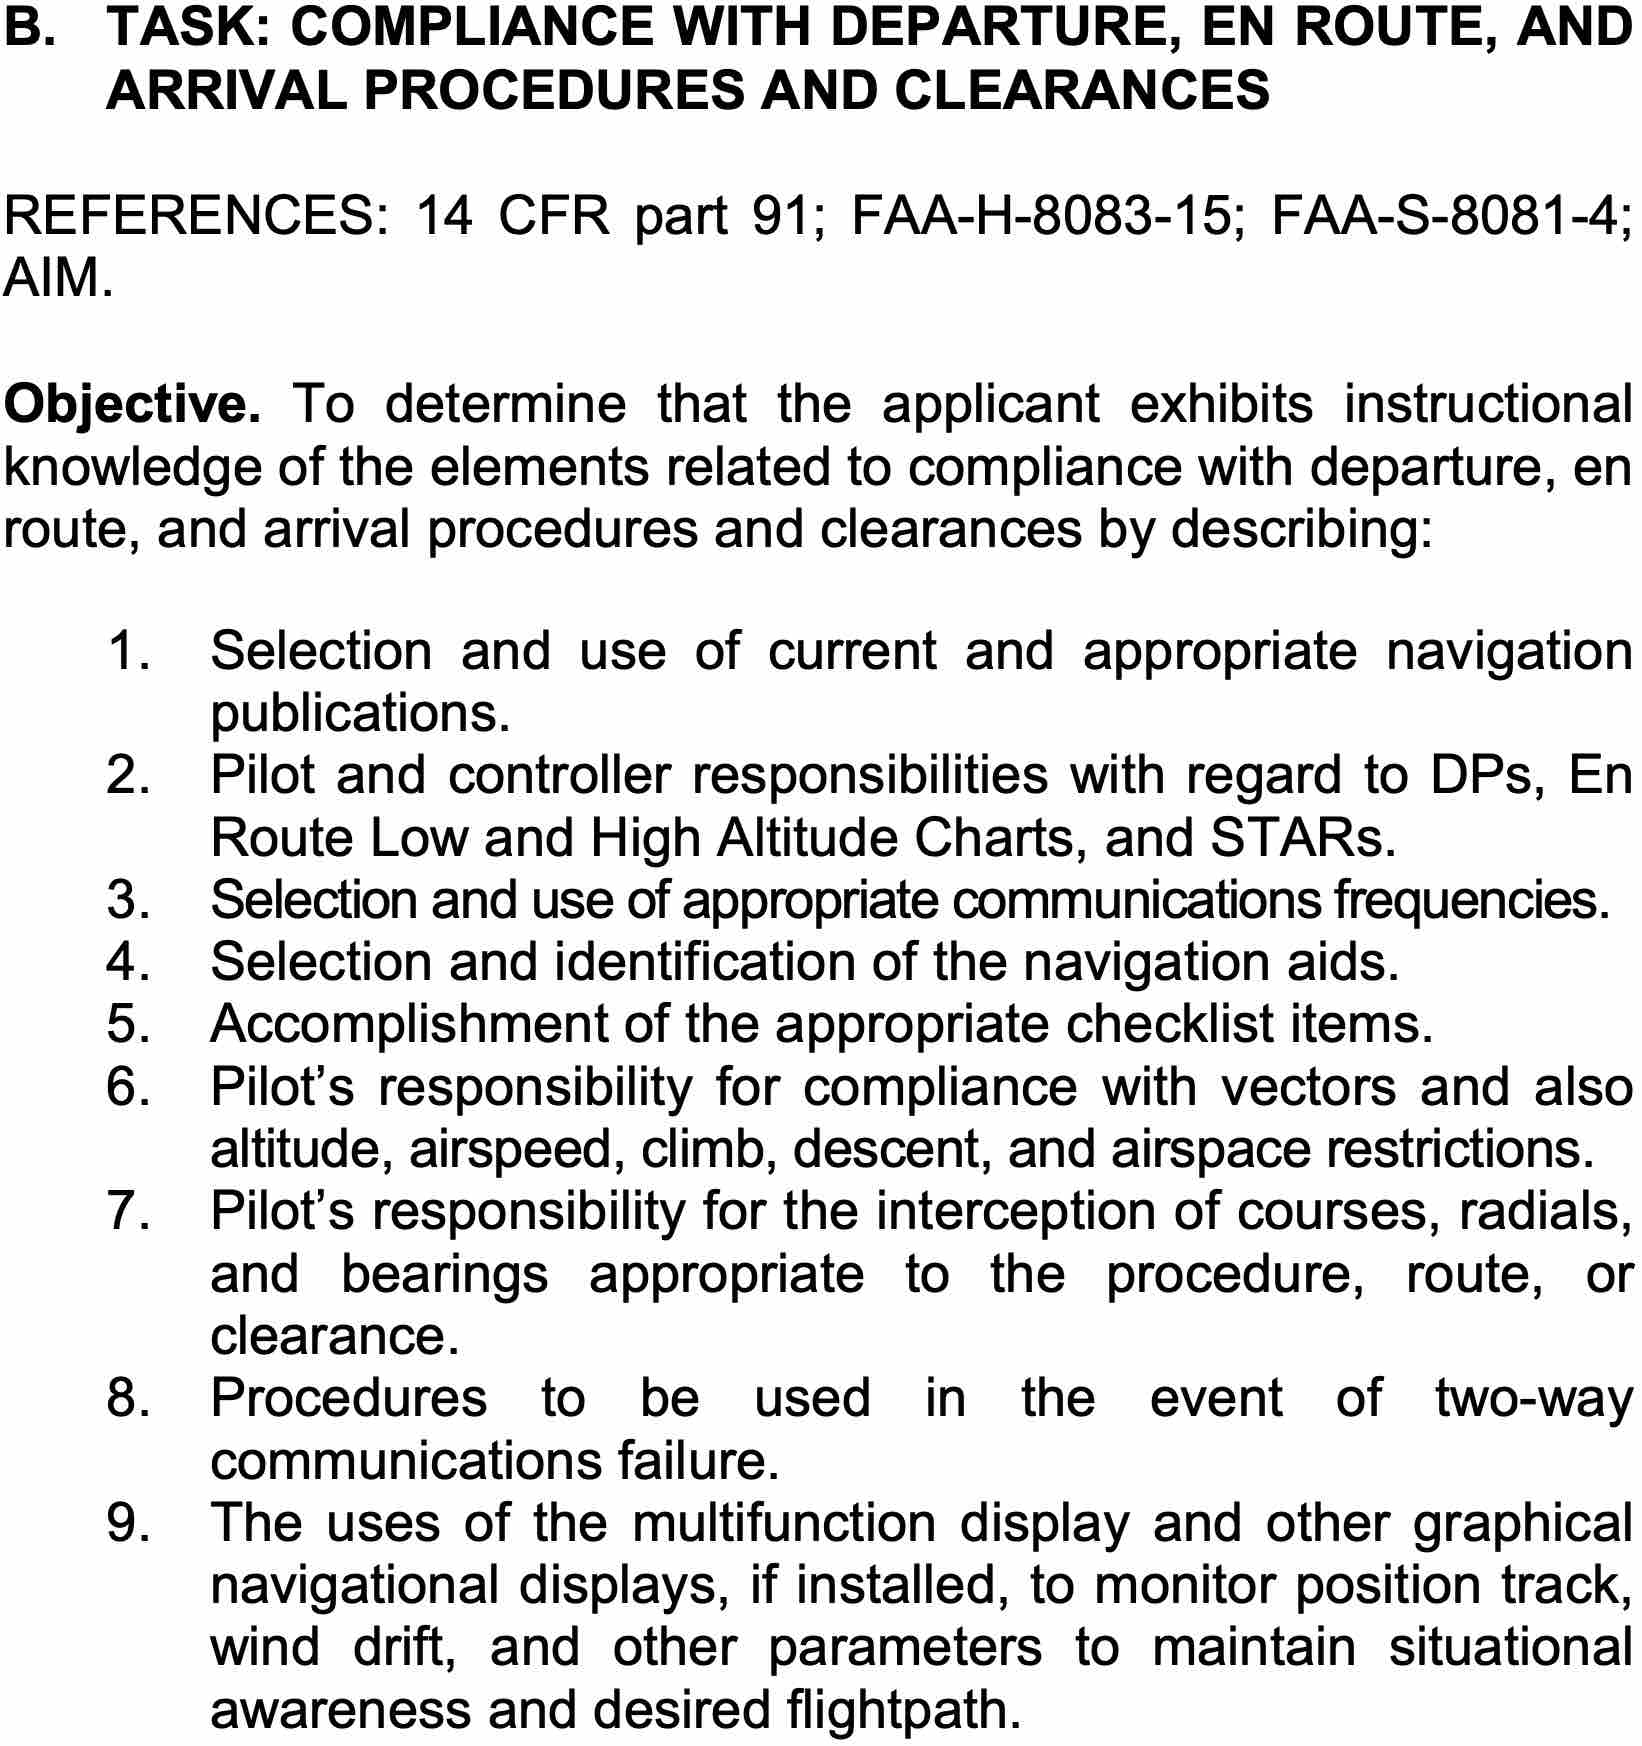 B. TASK: COMPLIANCE WITH DEPARTURE, EN ROUTE, AND
ARRIVAL PROCEDURES AND CLEARANCES
REFERENCES: 14 CFR part 91; FAA-H-8083-15; FAA-S-8081-4;
AIM.
Objective. To determine that the applicant exhibits instructional
knowledge of the elements related to compliance with departure, en
route, and arrival procedures and clearances by describing:
1. Selection and use of current and appropriate navigation
publications.
2. Pilot and controller responsibilities with regard to DPs, En
Route Low and High Altitude Charts, and STARs.
3. Selection and use of appropriate communications frequencies.
4. Selection and identification of the navigation aids.
5. Accomplishment of the appropriate checklist items.
6. Pilot’s responsibility for compliance with vectors and also
altitude, airspeed, climb, descent, and airspace restrictions.
7. Pilot’s responsibility for the interception of courses, radials,
and bearings appropriate to the procedure, route, or
clearance.
8. Procedures to be used in the event of two-way
communications failure.
9. The uses of the multifunction display and other graphical
navigational displays, if installed, to monitor position track,
wind drift, and other parameters to maintain situational
awareness and desired flightpath.